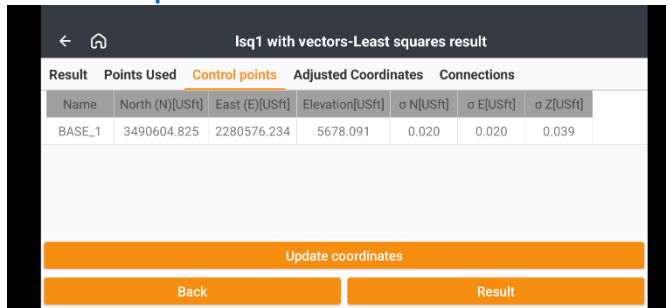 lsq1 with vectors-Least squares result
Result Points Used Control points Adjusted Coordinates Connections
Name North (N)[USft] East (E)[USft] Elevation[USft] σ N[USft] σ E[USft] σ Z[USft]
BASE_1 3490604.825 2280576.234 5678.091 0.020 0.020 0.039
Update coordinates
Back Result